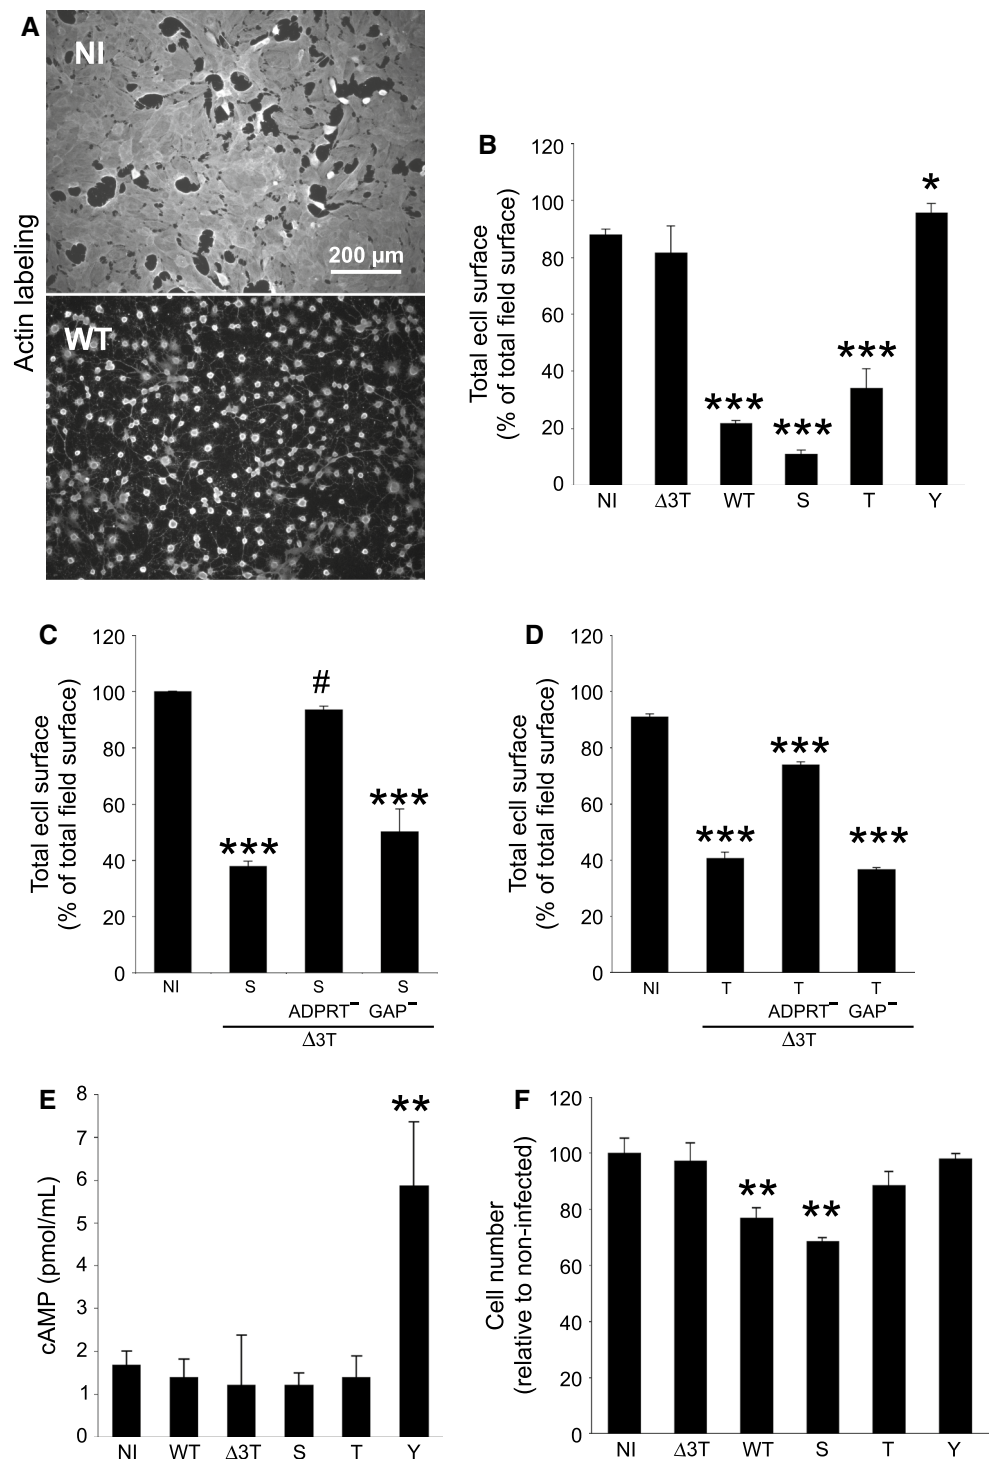 A
NI
200 µm
Actin labeling
WT
B
Total ecll surface
(% of total field surface)
120
100
80
60
40
20
0
***
***
***
*
NI Δ3T WT S T Y
C
Total ecll surface
(% of total field surface)
120
100
80
60
40
20
0
***
#
***
NI S S S
ADPRT⁻ GAP⁻
Δ3T
D
Total ecll surface
(% of total field surface)
120
100
80
60
40
20
0
***
***
***
NI T T T
ADPRT⁻ GAP⁻
Δ3T
E
cAMP (pmol/mL)
8
7
6
5
4
3
2
1
0
**
NI WT Δ3T S T Y
F
Cell number
(relative to non-infected)
120
100
80
60
40
20
0
**
**
NI Δ3T WT S T Y